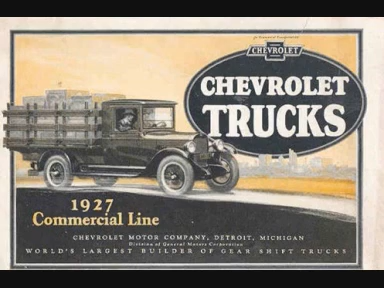 CHEVROLET
CHEVROLET
TRUCKS
1927
Commercial Line
CHEVROLET MOTOR COMPANY, DETROIT, MICHIGAN
Division of General Motors Corporation
WORLD'S LARGEST BUILDER OF GEAR SHIFT TRUCKS